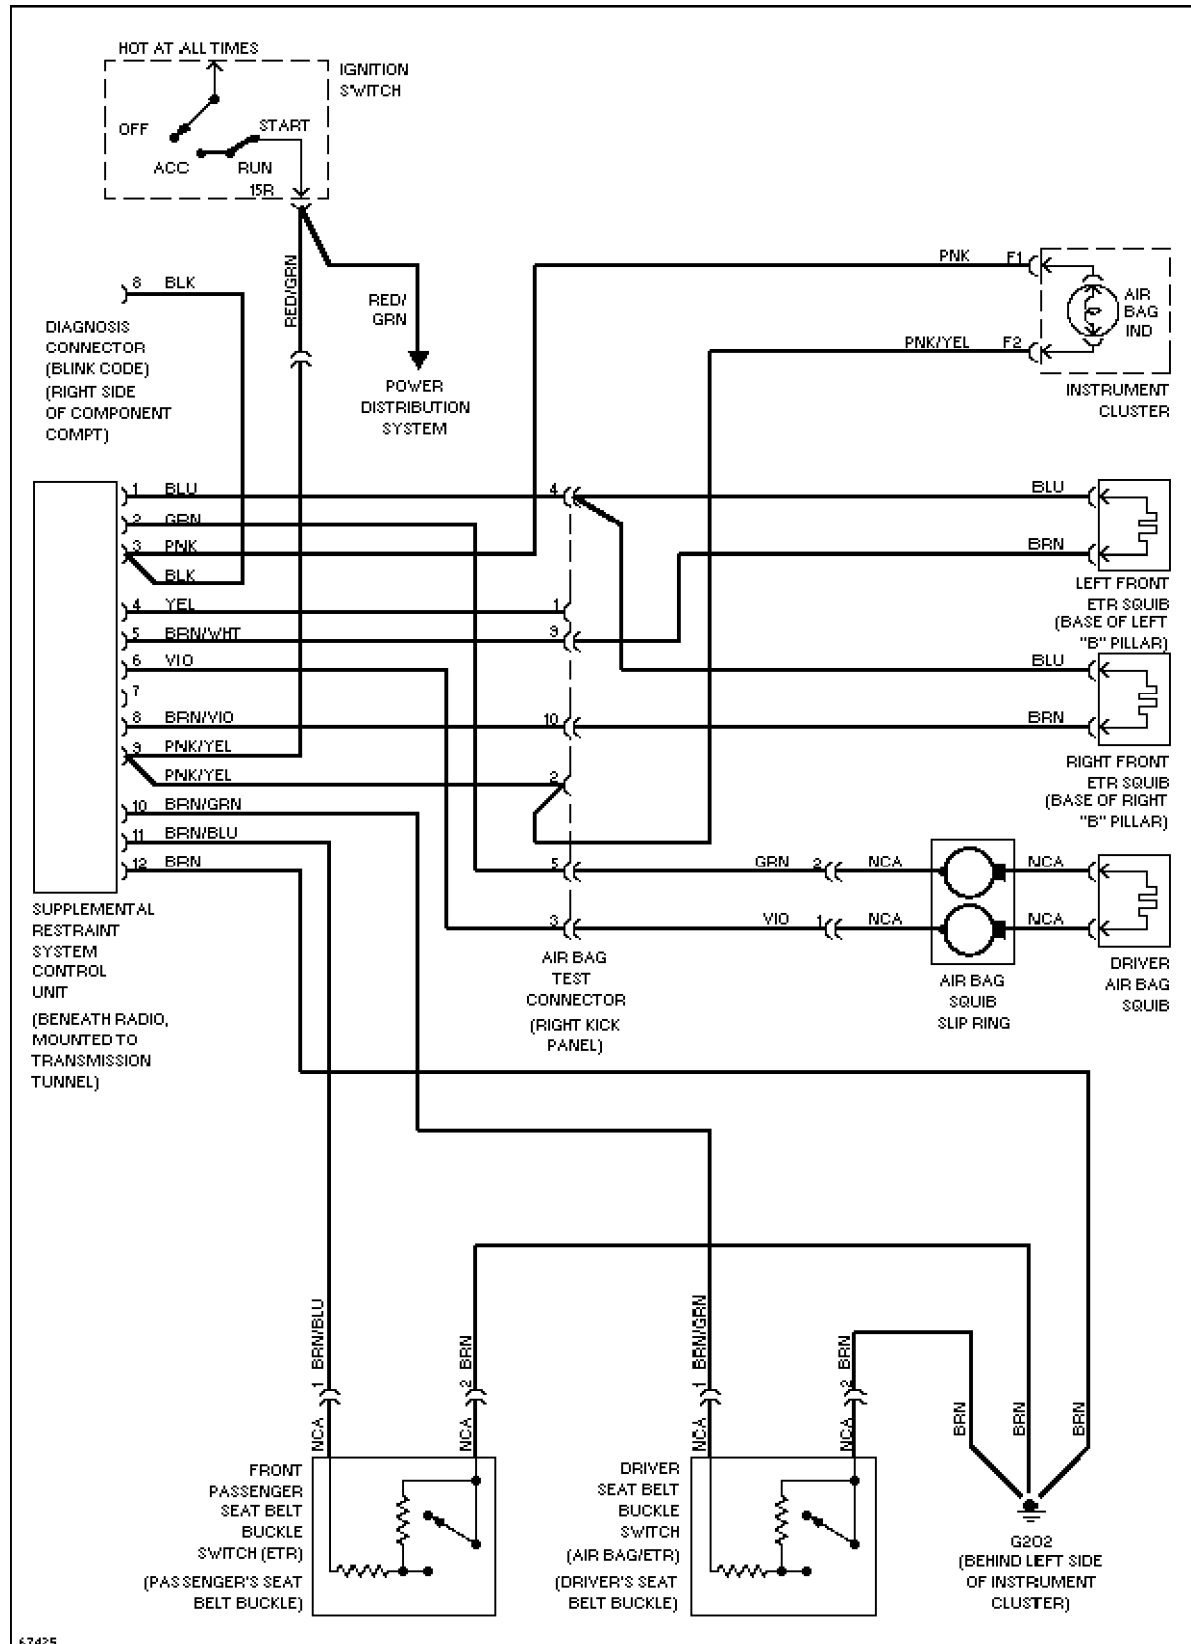 HOT AT ALL TIMES
IGNITION
SWITCH
OFF
START
ACC
RUN
15R
RED/GRN
RED/
GRN
POWER
DISTRIBUTION
SYSTEM
8 BLK
DIAGNOSIS
CONNECTOR
(BLINK CODE)
(RIGHT SIDE
OF COMPONENT
COMPT)
PNK F1
PNK/YEL F2
AIR
BAG
IND
INSTRUMENT
CLUSTER
1 BLU
2 GRN
3 PNK
BLK
4 YEL
5 BRN/WHT
6 VIO
7
8 BRN/VIO
9 PNK/YEL
PNK/YEL
10 BRN/GRN
11 BRN/BLU
12 BRN
SUPPLEMENTAL
RESTRAINT
SYSTEM
CONTROL
UNIT
(BENEATH RADIO,
MOUNTED TO
TRANSMISSION
TUNNEL)
4
1
9
10
2
5
3
AIR BAG
TEST
CONNECTOR
(RIGHT KICK
PANEL)
BLU
BRN
LEFT FRONT
ETR SQUIB
(BASE OF LEFT
"B" PILLAR)
BLU
BRN
RIGHT FRONT
ETR SQUIB
(BASE OF RIGHT
"B" PILLAR)
GRN 2 NCA
NCA
VIO 1 NCA
NCA
AIR BAG
SQUIB
SLIP RING
DRIVER
AIR BAG
SQUIB
1 BRN/BLU
NCA
2 BRN
NCA
1 BRN/GRN
NCA
2 BRN
NCA
BRN
BRN
BRN
FRONT
PASSENGER
SEAT BELT
BUCKLE
SWITCH (ETR)
(PASSENGER'S SEAT
BELT BUCKLE)
DRIVER
SEAT BELT
BUCKLE
SWITCH
(AIR BAG/ETR)
(DRIVER'S SEAT
BELT BUCKLE)
G202
(BEHIND LEFT SIDE
OF INSTRUMENT
CLUSTER)
67425